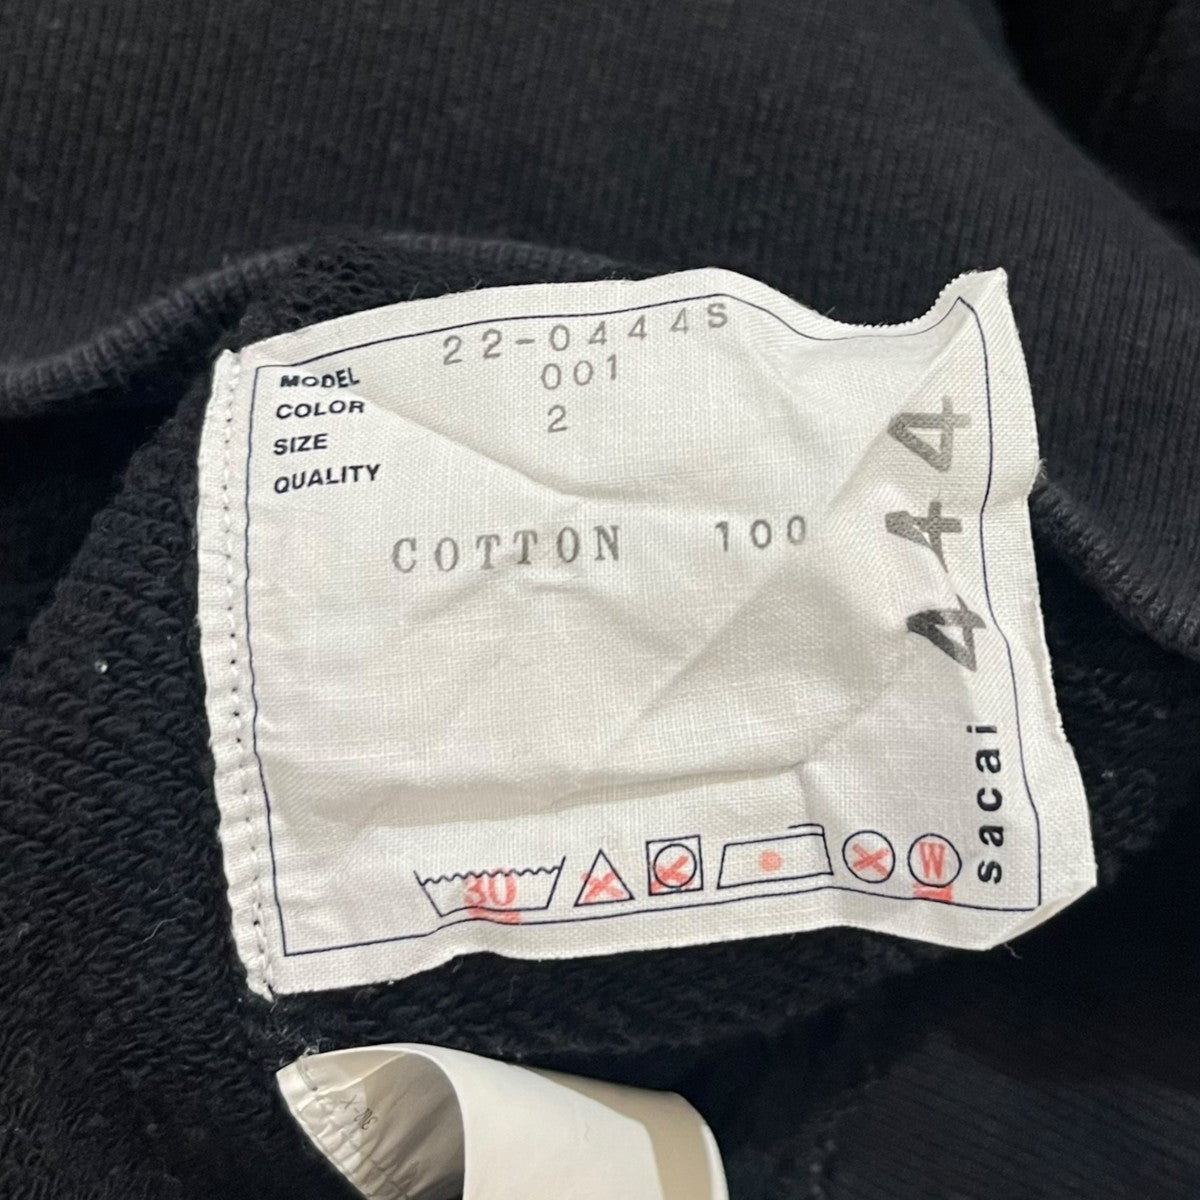 MODEL 22-0444S
COLOR 001
SIZE 2
QUALITY
COTTON 100
444
sacai
30
W